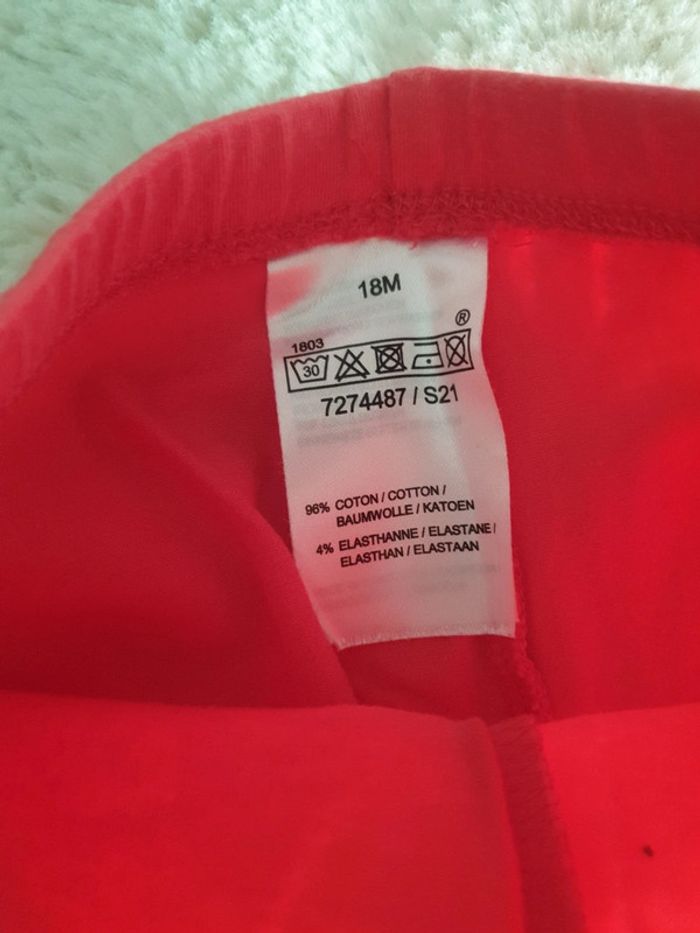 18M
®
1803
30
7274487 / S21
96% COTON / COTTON /
BAUMWOLLE / KATOEN
4% ELASTHANNE / ELASTANE /
ELASTHAN / ELASTAAN